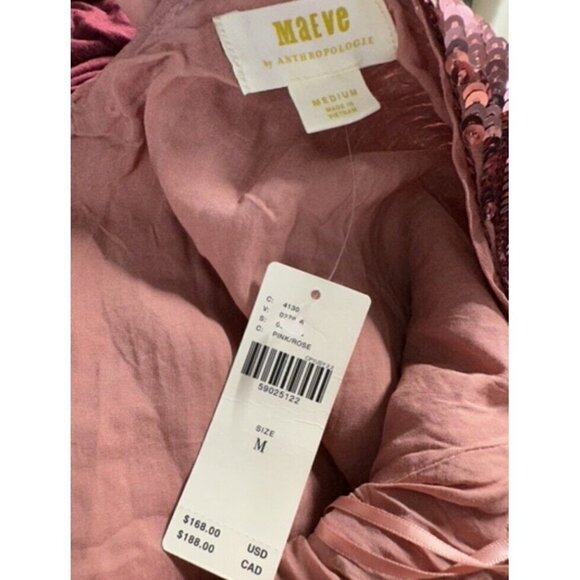 MAEVE
by ANTHROPOLOGIE
MEDIUM
MADE IN
VIETNAM
C: 4130
V:
S:
C: PINK/ROSE
59025122
SIZE
M
$168.00 USD
$188.00 CAD